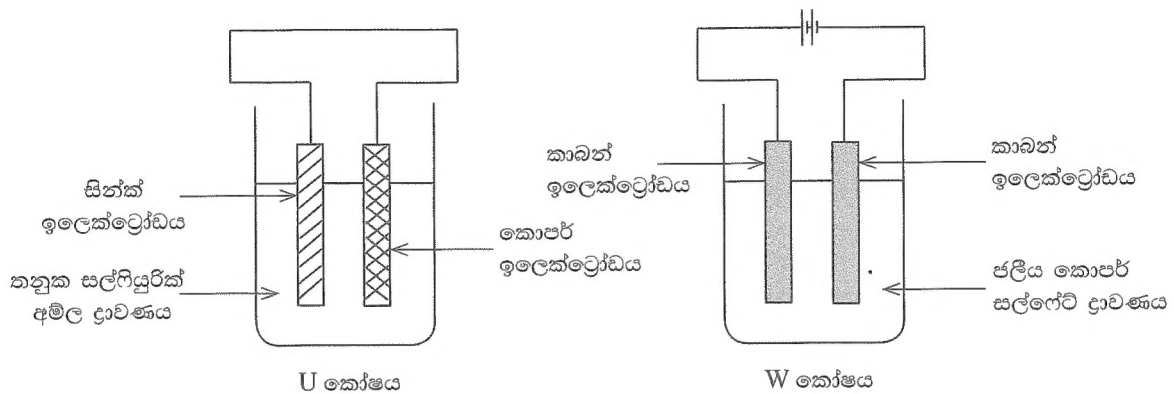 සින්ක්
ඉලෙක්ට්‍රෝඩය
තනුක සල්ෆියුරික්
අම්ල ද්‍රාවණය
කොපර්
ඉලෙක්ට්‍රෝඩය
U කෝෂය
කාබන්
ඉලෙක්ට්‍රෝඩය
කාබන්
ඉලෙක්ට්‍රෝඩය
ජලීය කොපර්
සල්ෆේට් ද්‍රාවණය
W කෝෂය